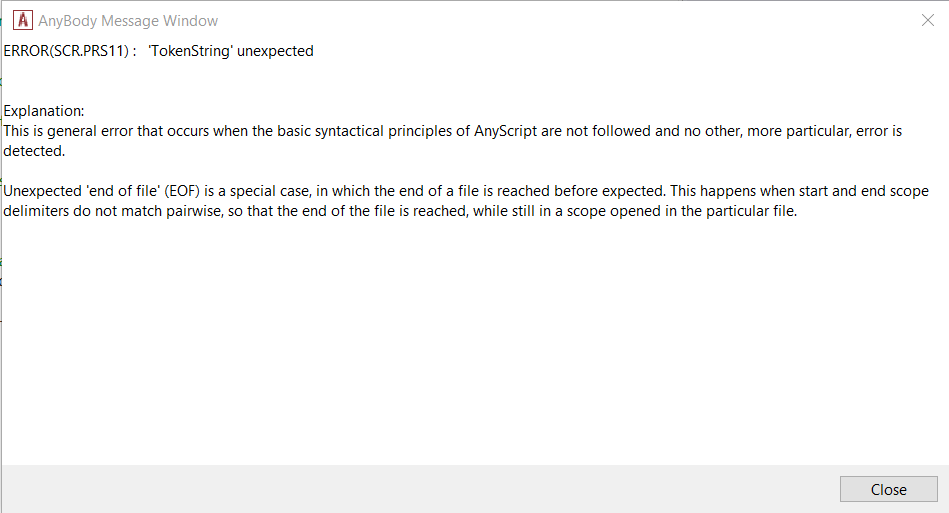 AnyBody Message Window
ERROR(SCR.PRS11) : 'TokenString' unexpected
Explanation:
This is general error that occurs when the basic syntactical principles of AnyScript are not followed and no other, more particular, error is
detected.
Unexpected 'end of file' (EOF) is a special case, in which the end of a file is reached before expected. This happens when start and end scope
delimiters do not match pairwise, so that the end of the file is reached, while still in a scope opened in the particular file.
Close